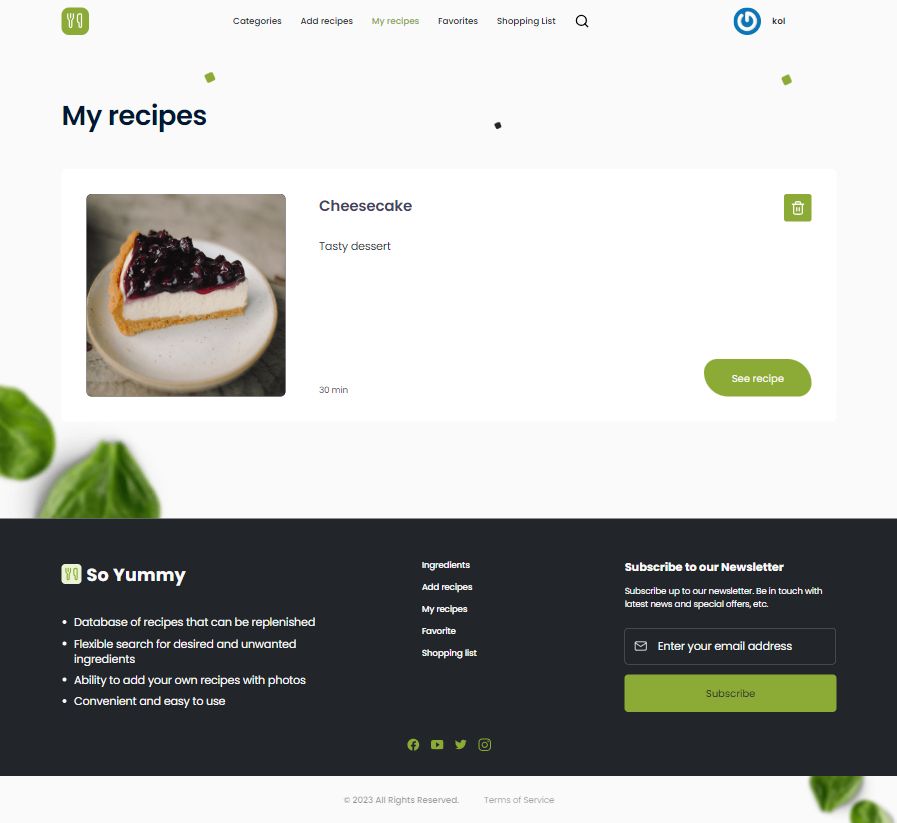 Categories
Add recipes
My recipes
Favorites
Shopping List
kol
My recipes
Cheesecake
Tasty dessert
30 min
See recipe
So Yummy
Database of recipes that can be replenished
Flexible search for desired and unwanted
ingredients
Ability to add your own recipes with photos
Convenient and easy to use
Ingredients
Add recipes
My recipes
Favorite
Shopping list
Subscribe to our Newsletter
Subscribe up to our newsletter. Be in touch with
latest news and special offers, etc.
Enter your email address
Subscribe
© 2023 All Rights Reserved.
Terms of Service